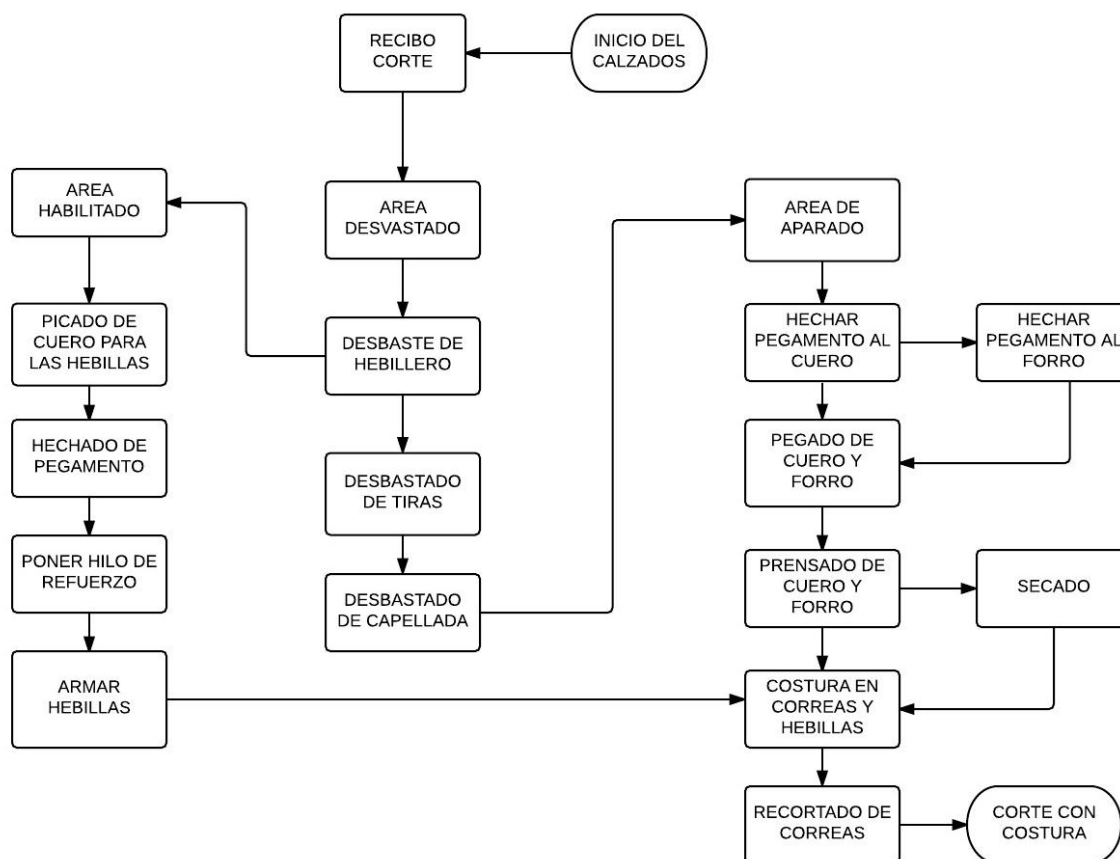 RECIBO
CORTE
INICIO DEL
CALZADOS
AREA
HABILITADO
AREA
DESVASTADO
AREA DE
APARADO
PICADO DE
CUERO PARA
LAS HEBILLAS
DESBASTE DE
HEBILLERO
HECHAR
PEGAMENTO AL
CUERO
HECHAR
PEGAMENTO AL
FORRO
HECHADO DE
PEGAMENTO
DESBASTADO
DE TIRAS
PEGADO DE
CUERO Y
FORRO
PONER HILO DE
REFUERZO
DESBASTADO
DE CAPELLADA
PRENSADO DE
CUERO Y
FORRO
SECADO
ARMAR
HEBILLAS
COSTURA EN
CORREAS Y
HEBILLAS
RECORTADO DE
CORREAS
CORTE CON
COSTURA